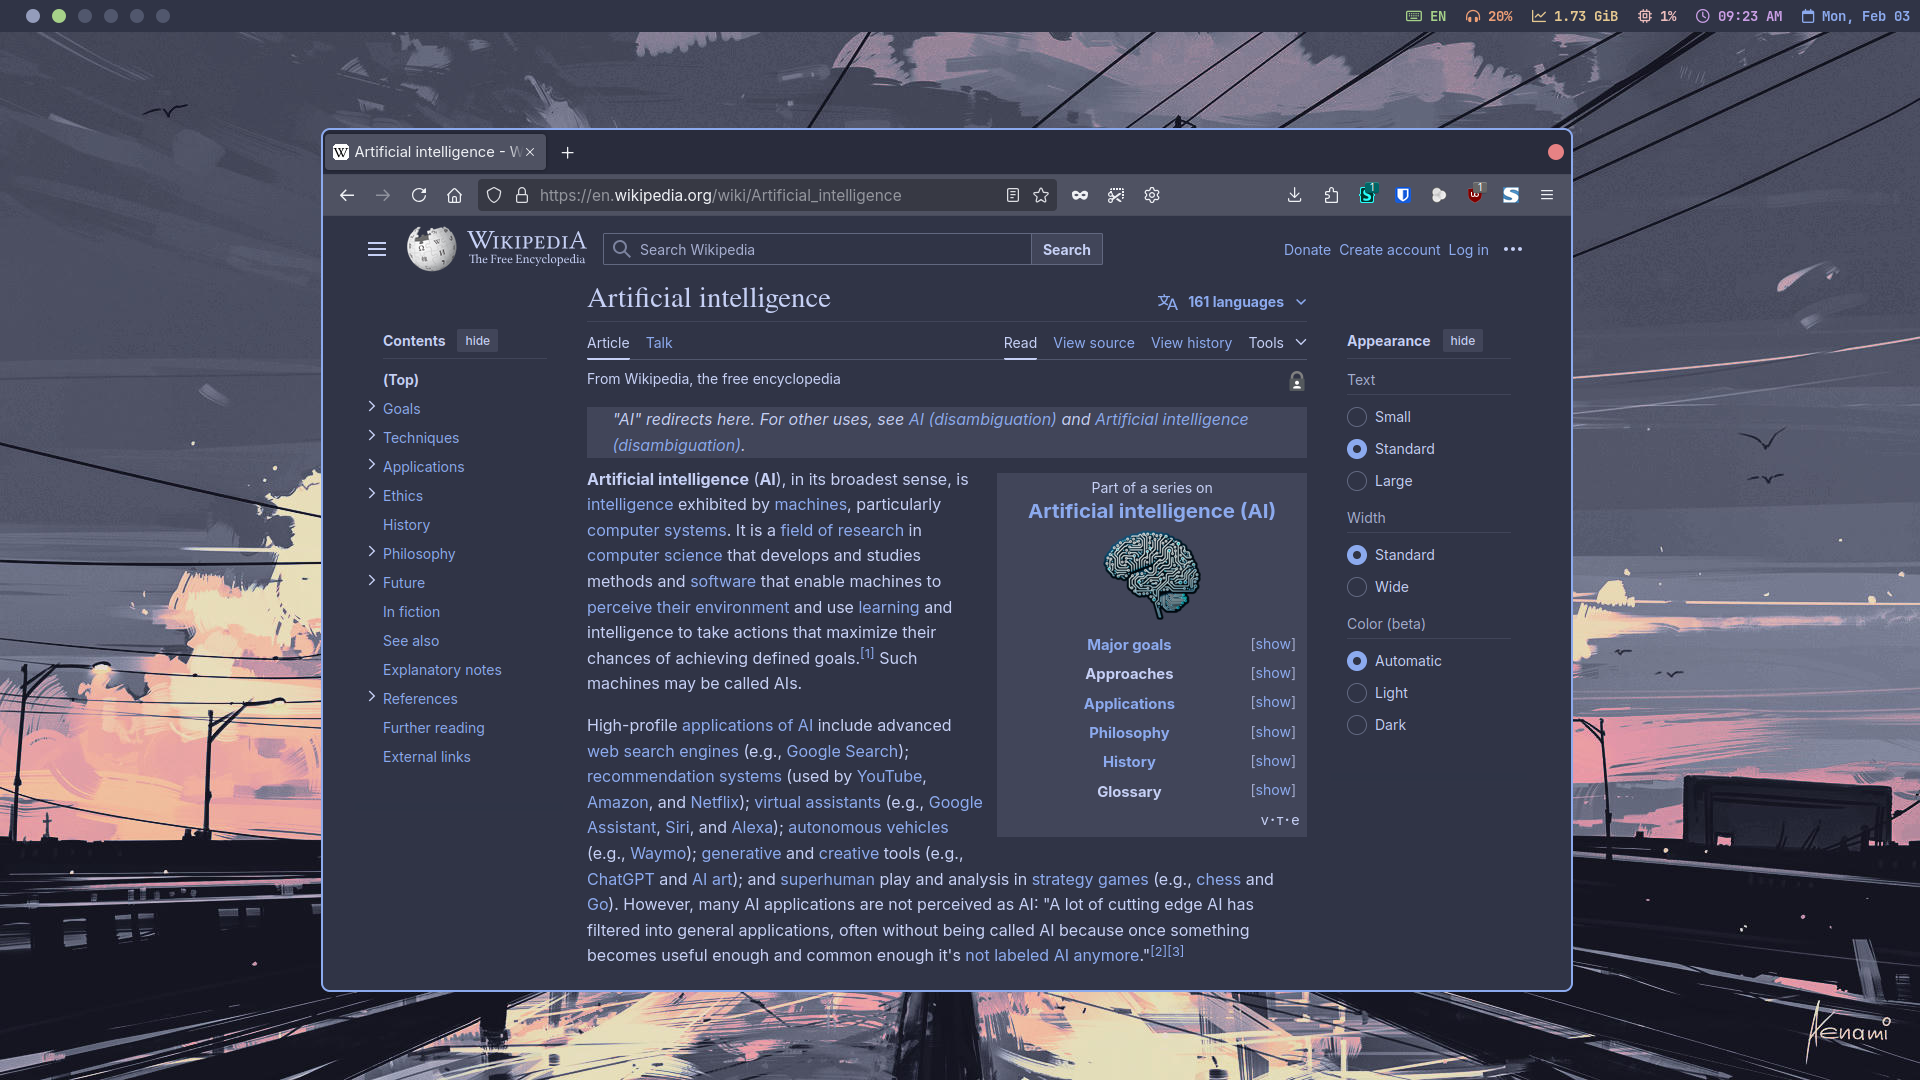 EN 20% 1.73 GiB 1% 09:23 AM Mon, Feb 03
Artificial intelligence - W
https://en.wikipedia.org/wiki/Artificial_intelligence
1
1
WIKIPEDIA
The Free Encyclopedia
Search Wikipedia
Search
Donate Create account Log in
Artificial intelligence
161 languages
Contents hide
(Top)
Goals
Techniques
Applications
Ethics
History
Philosophy
Future
In fiction
See also
Explanatory notes
References
Further reading
External links
Article Talk
Read View source View history Tools
From Wikipedia, the free encyclopedia
"AI" redirects here. For other uses, see AI (disambiguation) and Artificial intelligence
(disambiguation).
Artificial intelligence (AI), in its broadest sense, is
intelligence exhibited by machines, particularly
computer systems. It is a field of research in
computer science that develops and studies
methods and software that enable machines to
perceive their environment and use learning and
intelligence to take actions that maximize their
chances of achieving defined goals.[1] Such
machines may be called AIs.
High-profile applications of AI include advanced
web search engines (e.g., Google Search);
recommendation systems (used by YouTube,
Amazon, and Netflix); virtual assistants (e.g., Google
Assistant, Siri, and Alexa); autonomous vehicles
(e.g., Waymo); generative and creative tools (e.g.,
ChatGPT and AI art); and superhuman play and analysis in strategy games (e.g., chess and
Go). However, many AI applications are not perceived as AI: "A lot of cutting edge AI has
filtered into general applications, often without being called AI because once something
becomes useful enough and common enough it's not labeled AI anymore."[2][3]
Part of a series on
Artificial intelligence (AI)
Major goals [show]
Approaches [show]
Applications [show]
Philosophy [show]
History [show]
Glossary [show]
V·T·E
Appearance hide
Text
Small
Standard
Large
Width
Standard
Wide
Color (beta)
Automatic
Light
Dark
Kenami